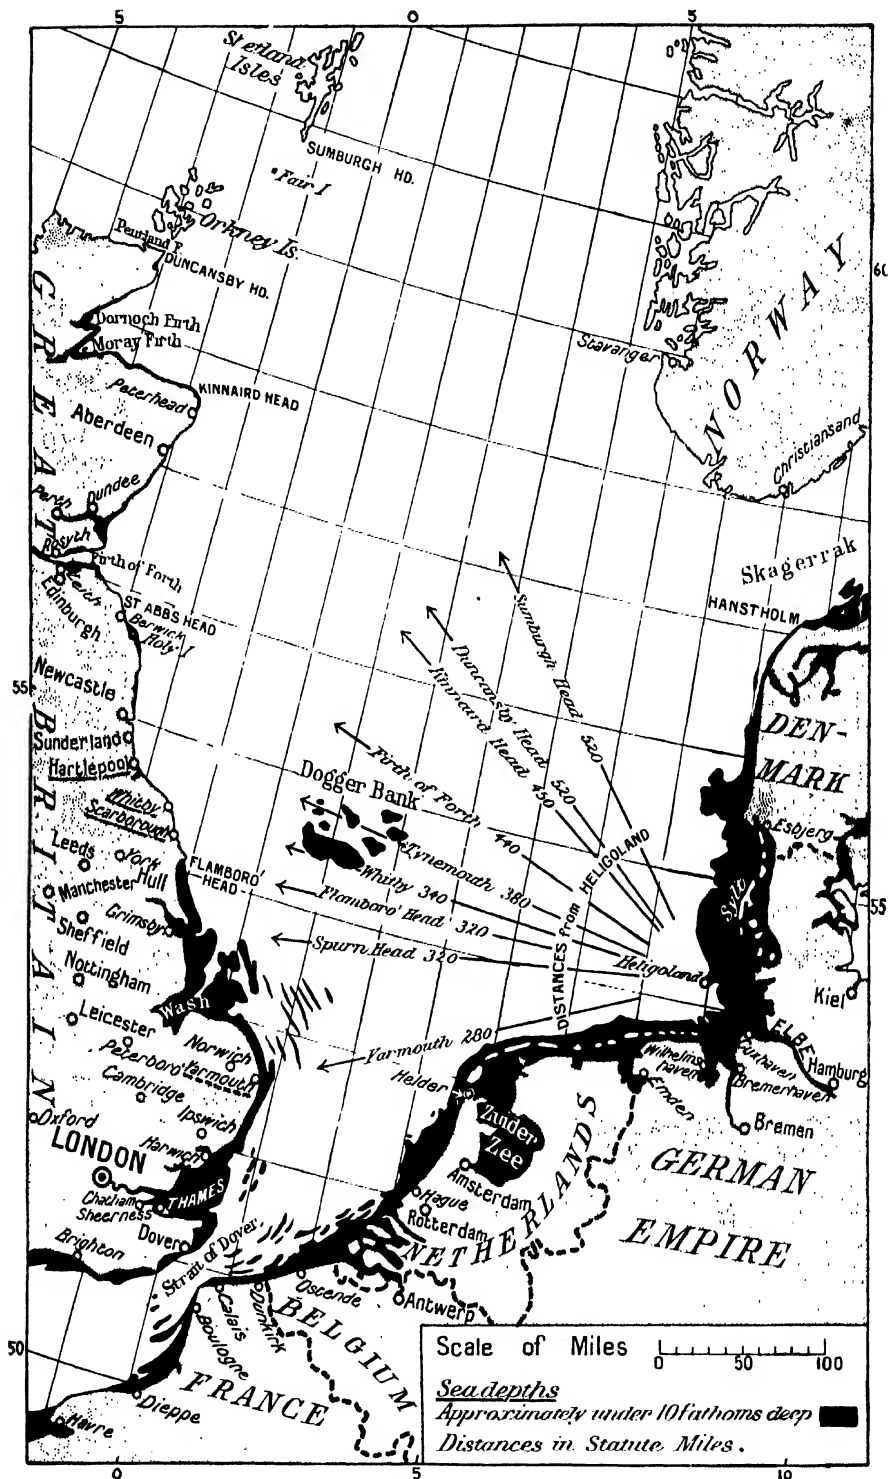 5 0 5
Shetland
Isles
SUMBURGH HD.
Fair I
Orkney Is.
Pentland F.
DUNCANSBY HD.
60
NORWAY
Dornoch Firth
Moray Firth
Stavanger
Peterhead
KINNAIRD HEAD
Aberdeen
Christiansand
Perth
Dundee
Rosyth
Firth of Forth
Skagerrak
Leith
Edinburgh
ST ABBS HEAD
HANSTHOLM
Berwick
Holy I
GREAT BRITAIN
Newcastle
55
Sunderland
Hartlepool
DEN-
MARK
Sumburgh Head 520
Duncansby Head 520
Kinnaird Head 450
Firth of Forth 440
Dogger Bank
Tynemouth 380
Whitby 340
Flamboro' Head 320
Spurn Head 320
Yarmouth 280
DISTANCES from HELIGOLAND
Whitby
Scarborough
Esbjerg
Leeds
York
FLAMBORO'
HEAD
Manchester
Hull
Sylt
55
Grimsby
Sheffield
Heligoland
Nottingham
Kiel
Wash
Leicester
ELBE
Norwich
Peterboro'
Yarmouth
Cambridge
Wilhelms
haven
Cuxhaven
Bremerhaven
Hamburg
Helder
Emden
Oxford
Ipswich
Zuider
Zee
Bremen
LONDON
Harwich
Amsterdam
GERMAN
EMPIRE
THAMES
Chatham
Sheerness
Hague
Rotterdam
Dover
NETHERLANDS
Brighton
Strait of Dover
Ostende
Antwerp
Calais
Dunkirk
Boulogne
BELGIUM
50
FRANCE
Dieppe
Havre
Scale of Miles 0 50 100
Sea depths
Approximately under 10 fathoms deep
Distances in Statute Miles.
0 5 10